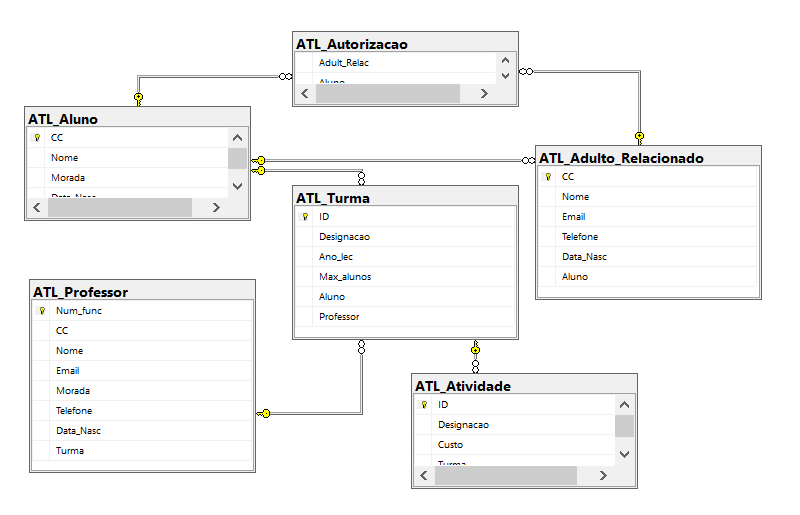 ATL_Autorizacao
Adult_Relac
Aluno
ATL_Aluno
CC
Nome
Morada
Data_Nasc
ATL_Adulto_Relacionado
CC
Nome
Email
Telefone
Data_Nasc
Aluno
ATL_Turma
ID
Designacao
Ano_lec
Max_alunos
Aluno
Professor
ATL_Professor
Num_func
CC
Nome
Email
Morada
Telefone
Data_Nasc
Turma
ATL_Atividade
ID
Designacao
Custo
Turma